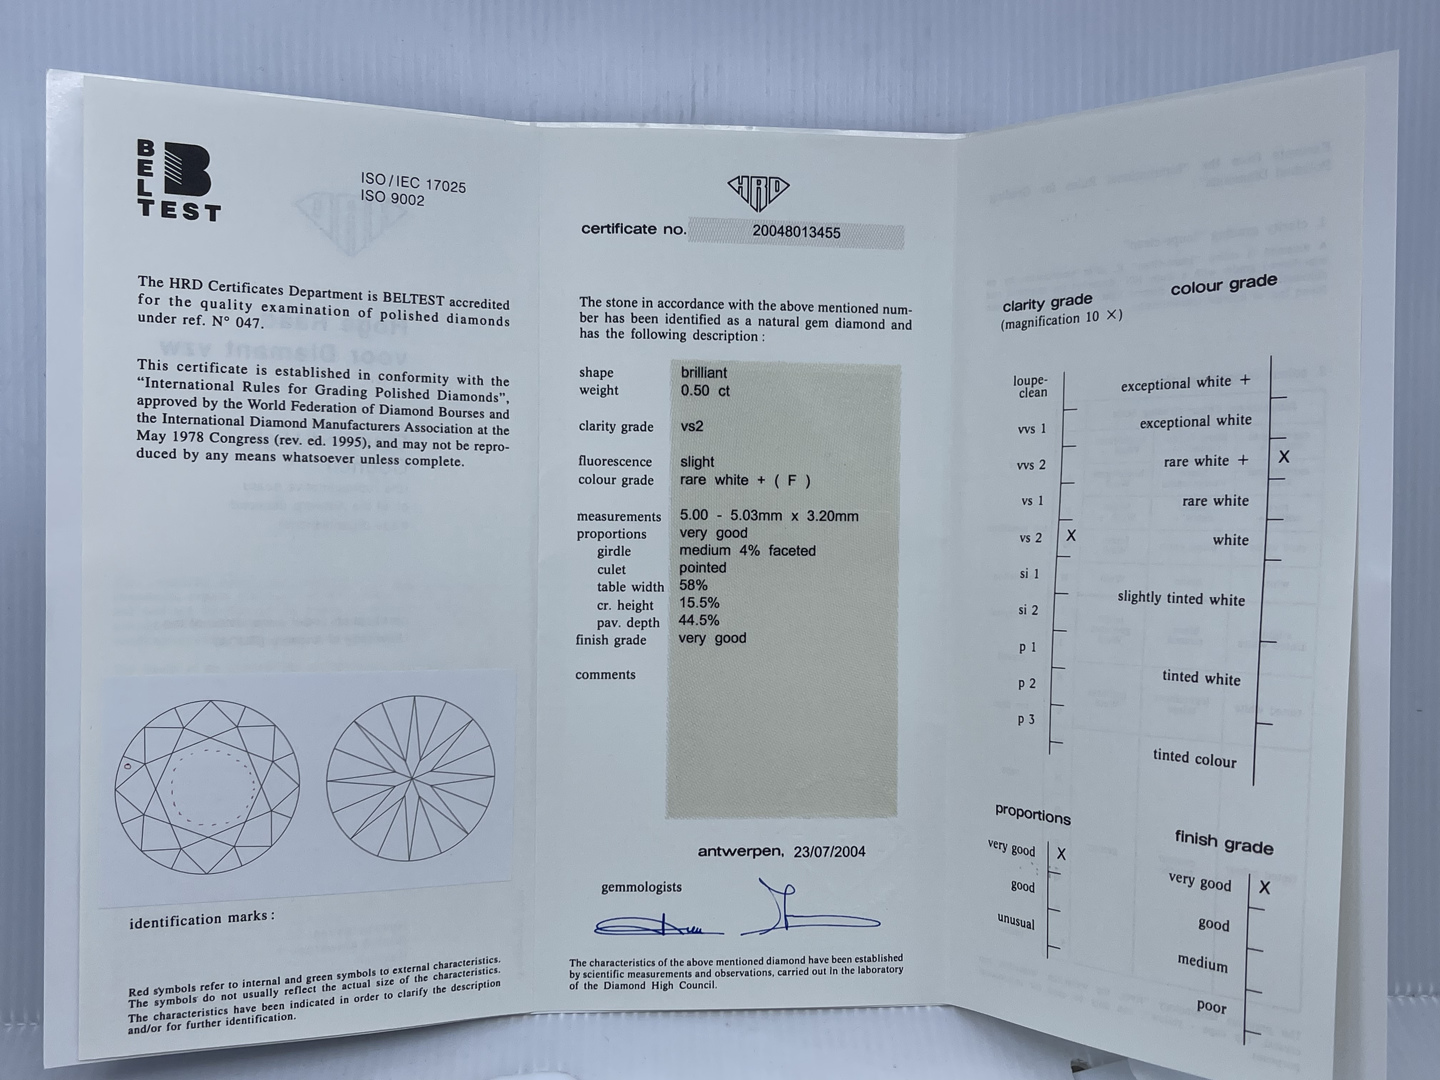 BELTEST
ISO/IEC 17025
ISO 9002
The HRD Certificates Department is BELTEST accredited
for the quality examination of polished diamonds
under ref. N° 047.
This certificate is established in conformity with the
“International Rules for Grading Polished Diamonds”,
approved by the World Federation of Diamond Bourses and
the International Diamond Manufacturers Association at the
May 1978 Congress (rev. ed. 1995), and may not be repro-
duced by any means whatsoever unless complete.
identification marks :
Red symbols refer to internal and green symbols to external characteristics.
The symbols do not usually reflect the actual size of the characteristics.
The characteristics have been indicated in order to clarify the description
and/or for further identification.
HRD
certificate no. 20048013455
The stone in accordance with the above mentioned num-
ber has been identified as a natural gem diamond and
has the following description :
shape brilliant
weight 0.50 ct
clarity grade vs2
fluorescence slight
colour grade rare white + ( F )
measurements 5.00 - 5.03mm x 3.20mm
proportions very good
girdle medium 4% faceted
culet pointed
table width 58%
cr. height 15.5%
pav. depth 44.5%
finish grade very good
comments
antwerpen, 23/07/2004
gemmologists
The characteristics of the above mentioned diamond have been established
by scientific measurements and observations, carried out in the laboratory
of the Diamond High Council.
clarity grade
(magnification 10 ×)
loupe-
clean
vvs 1
vvs 2
vs 1
vs 2 X
si 1
si 2
p 1
p 2
p 3
colour grade
exceptional white +
exceptional white
rare white + X
rare white
white
slightly tinted white
tinted white
tinted colour
proportions
very good X
good
unusual
finish grade
very good X
good
medium
poor